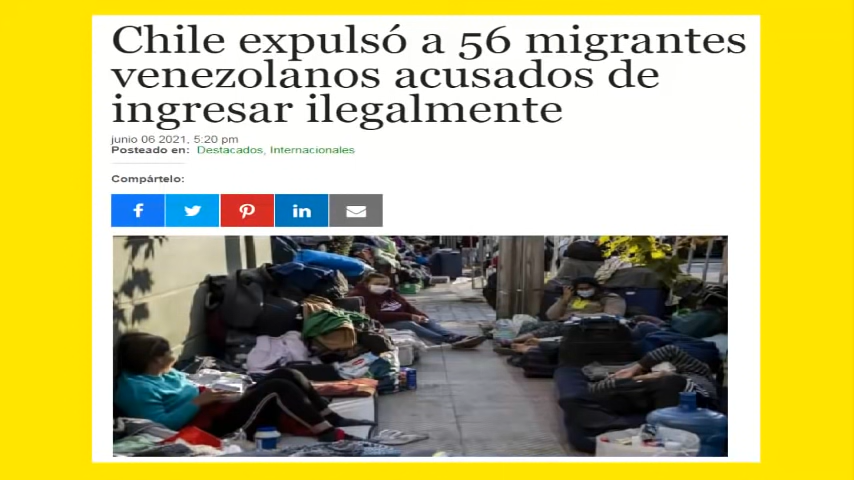 Chile expulsó a 56 migrantes
venezolanos acusados de
ingresar ilegalmente
junio 06 2021, 5:20 pm
Posteado en: Destacados, Internacionales
Compártelo: